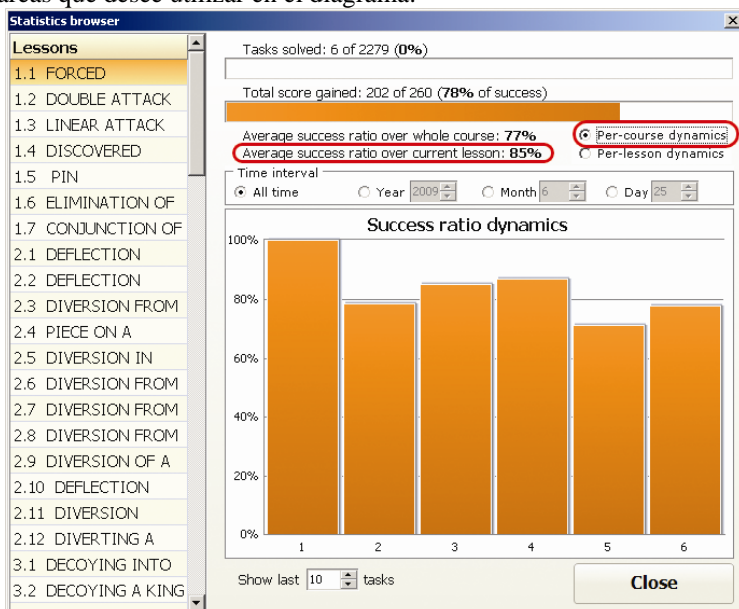 áreas que desee utilizar en el diagrama.
Statistics browser
Lessons
1.1 FORCED
1.2 DOUBLE ATTACK
1.3 LINEAR ATTACK
1.4 DISCOVERED
1.5 PIN
1.6 ELIMINATION OF
1.7 CONJUNCTION OF
2.1 DEFLECTION
2.2 DEFLECTION
2.3 DIVERSION FROM
2.4 PIECE ON A
2.5 DIVERSION IN
2.6 DIVERSION FROM
2.7 DIVERSION FROM
2.8 DIVERSION FROM
2.9 DIVERSION OF A
2.10 DEFLECTION
2.11 DIVERSION
2.12 DIVERTING A
3.1 DECOYING INTO
3.2 DECOYING A KING
Tasks solved: 6 of 2279 (0%)
Total score gained: 202 of 260 (78% of success)
Average success ratio over whole course: 77%
Average success ratio over current lesson: 85%
Per-course dynamics
Per-lesson dynamics
Time interval
All time Year 2009 Month 6 Day 25
Success ratio dynamics
100%
80%
60%
40%
20%
0%
1 2 3 4 5 6
Show last 10 tasks
Close